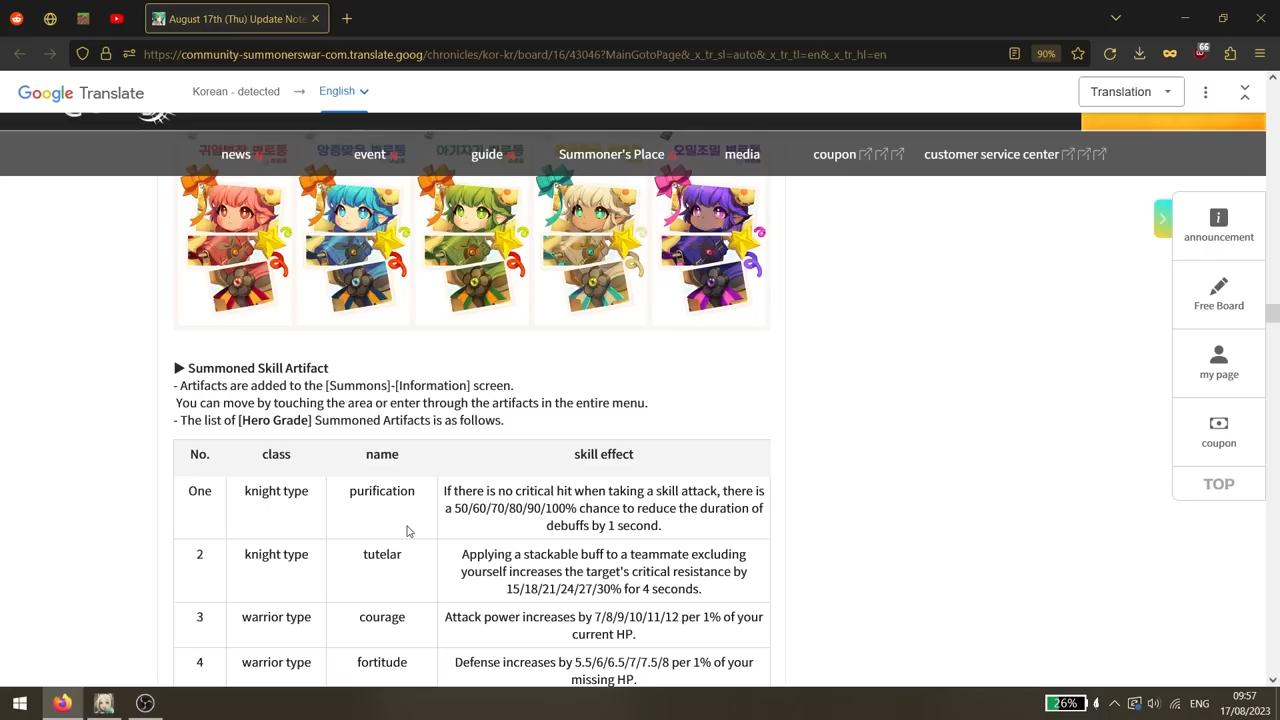 August 17th (Thu) Update Note
https://community-summonerswar-com.translate.goog/chronicles/kor-kr/board/16/43046?MainGotoPage&_x_tr_sl=auto&_x_tr_tl=en&_x_tr_hl=en
90%
66
Google Translate
Korean - detected
English
Translation
news
event
guide
Summoner's Place
media
coupon
customer service center
announcement
Free Board
my page
coupon
TOP
▶ Summoned Skill Artifact
- Artifacts are added to the [Summons]-[Information] screen.
You can move by touching the area or enter through the artifacts in the entire menu.
- The list of [Hero Grade] Summoned Artifacts is as follows.
No. class name skill effect
One knight type purification If there is no critical hit when taking a skill attack, there is
a 50/60/70/80/90/100% chance to reduce the duration of
debuffs by 1 second.
2 knight type tutelar Applying a stackable buff to a teammate excluding
yourself increases the target's critical resistance by
15/18/21/24/27/30% for 4 seconds.
3 warrior type courage Attack power increases by 7/8/9/10/11/12 per 1% of your
current HP.
4 warrior type fortitude Defense increases by 5.5/6/6.5/7/7.5/8 per 1% of your
missing HP.
26%
ENG
09:57
17/08/2023